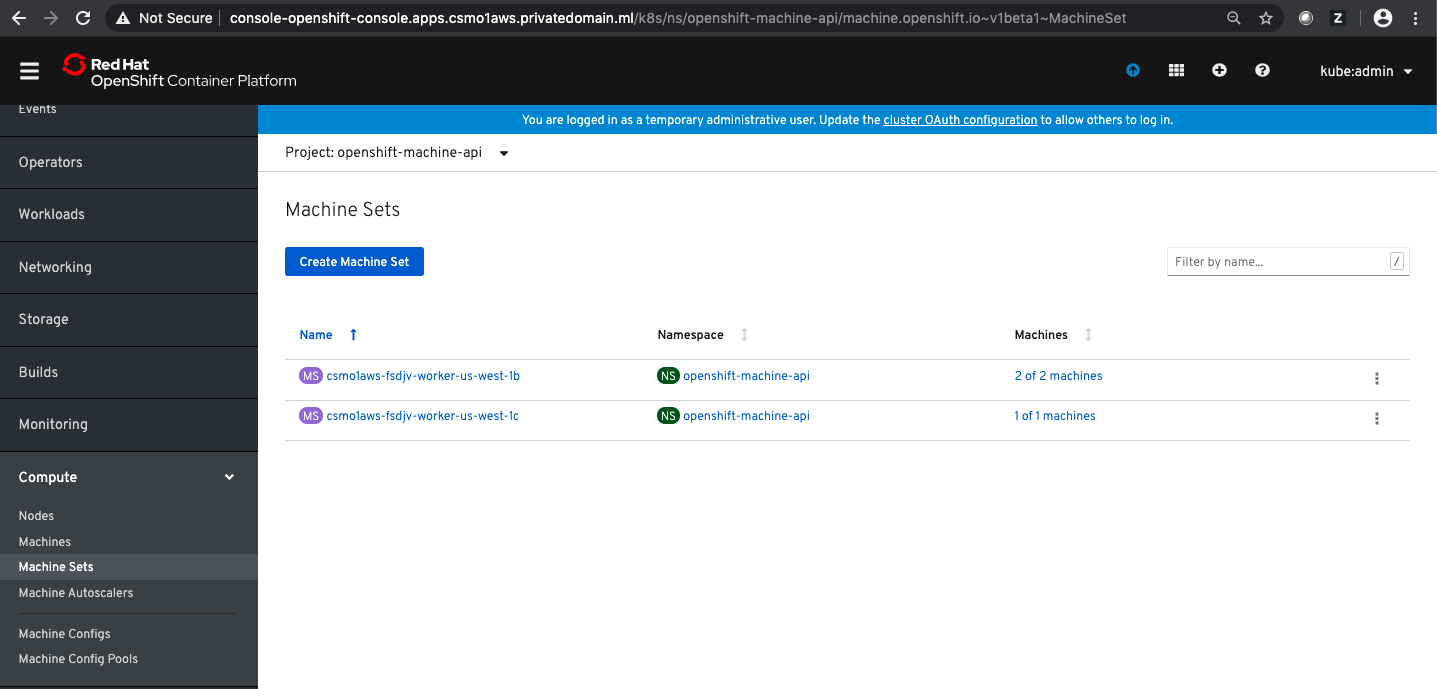 Not Secure console-openshift-console.apps.csmo1aws.privatedomain.ml/k8s/ns/openshift-machine-api/machine.openshift.io~v1beta1~MachineSet Z
Red Hat
OpenShift Container Platform
kube:admin
Events
Operators
Workloads
Networking
Storage
Builds
Monitoring
Compute
Nodes
Machines
Machine Sets
Machine Autoscalers
Machine Configs
Machine Config Pools
You are logged in as a temporary administrative user. Update the cluster OAuth configuration to allow others to log in.
Project: openshift-machine-api
Machine Sets
Create Machine Set
Filter by name... /
Name Namespace Machines
MS csmo1aws-fsdjv-worker-us-west-1b NS openshift-machine-api 2 of 2 machines
MS csmo1aws-fsdjv-worker-us-west-1c NS openshift-machine-api 1 of 1 machines